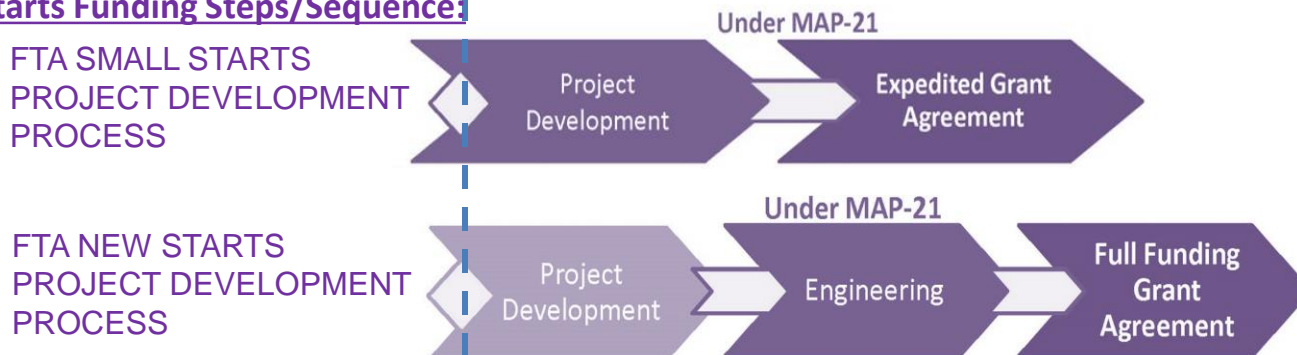 Funding Steps/Sequence:
Under MAP-21
FTA SMALL STARTS
PROJECT DEVELOPMENT
PROCESS
Project
Development
Expedited Grant
Agreement
Under MAP-21
FTA NEW STARTS
PROJECT DEVELOPMENT
PROCESS
Project
Development
Engineering
Full Funding
Grant
Agreement